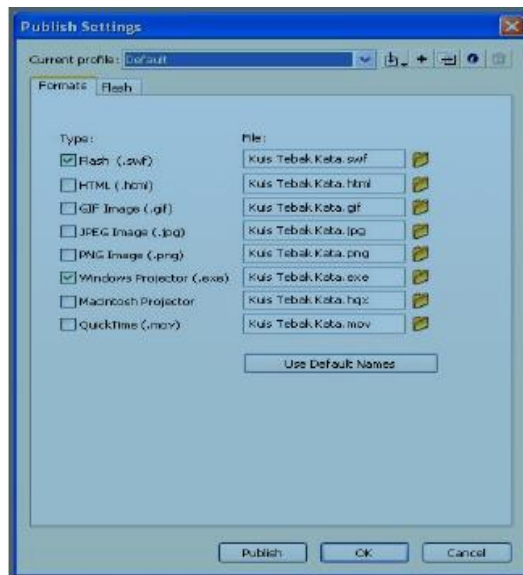 Publish Settings
Current profile: Default
Formats Flash
Type: File:
Flash (.swf) Kuis Tebak Kata.swf
HTML (.html) Kuis Tebak Kata.html
GIF Image (.gif) Kuis Tebak Kata.gif
JPEG Image (.jpg) Kuis Tebak Kata.jpg
PNG Image (.png) Kuis Tebak Kata.png
Windows Projector (.exe) Kuis Tebak Kata.exe
Macintosh Projector Kuis Tebak Kata.hqx
QuickTime (.mov) Kuis Tebak Kata.mov
Use Default Names
Publish OK Cancel